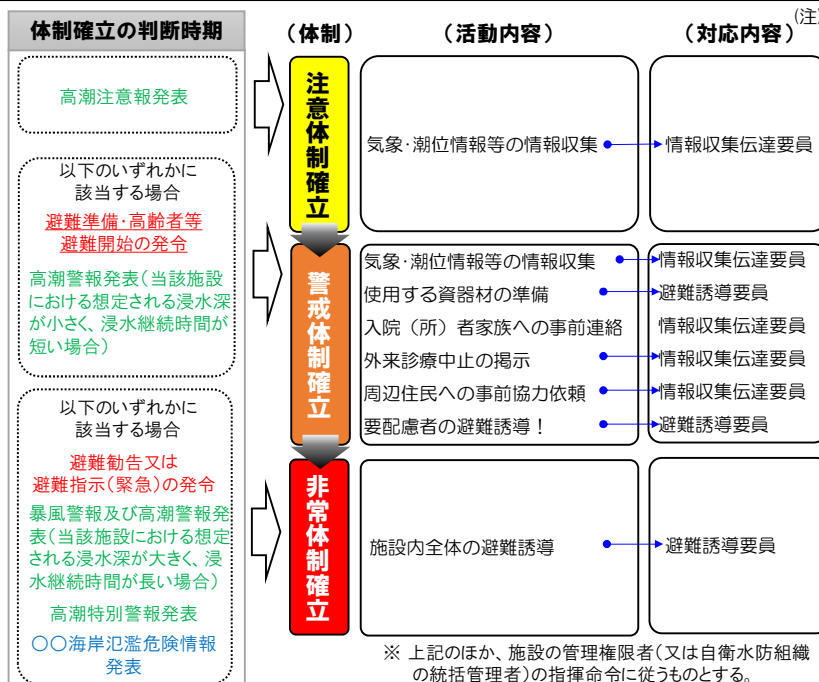 体制確立の判断時期
（体制）
（活動内容）
（対応内容）
(注)
高潮注意報発表
注意体制確立
気象・潮位情報等の情報収集
情報収集伝達要員
以下のいずれかに
該当する場合
避難準備・高齢者等
避難開始の発令
高潮警報発表（当該施設
における想定される浸水深
が小さく、浸水継続時間が
短い場合）
警戒体制確立
気象・潮位情報等の情報収集
情報収集伝達要員
使用する資器材の準備
避難誘導要員
入院（所）者家族への事前連絡
情報収集伝達要員
外来診療中止の掲示
情報収集伝達要員
周辺住民への事前協力依頼
情報収集伝達要員
要配慮者の避難誘導！
避難誘導要員
以下のいずれかに
該当する場合
避難勧告又は
避難指示（緊急）の発令
暴風警報及び高潮警報発
表（当該施設における想定
される浸水深が大きく、浸
水継続時間が長い場合）
高潮特別警報発表
〇〇海岸氾濫危険情報
発表
非常体制確立
施設内全体の避難誘導
避難誘導要員
※ 上記のほか、施設の管理権限者（又は自衛水防組織
の統括管理者）の指揮命令に従うものとする。